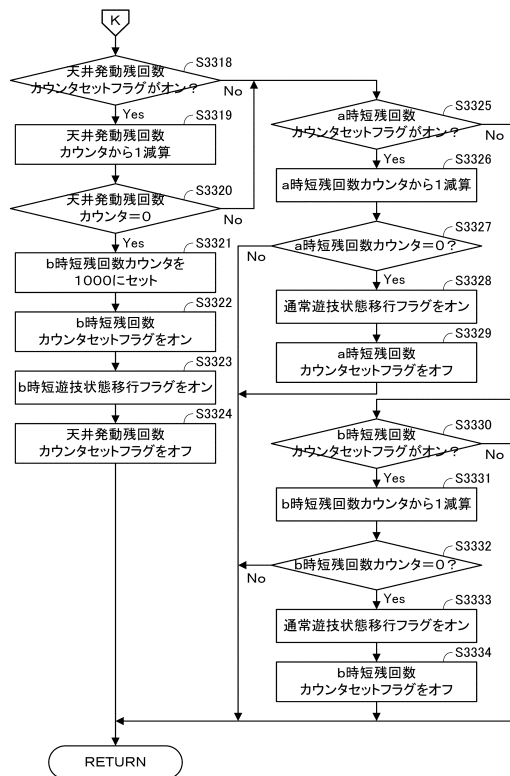 K
S3318
天井発動残回数
カウンタセットフラグがオン?
No
Yes
S3319
天井発動残回数
カウンタから1減算
S3320
天井発動残回数
カウンタ=0
No
Yes
S3321
b時短残回数カウンタを
1000にセット
S3322
b時短残回数
カウンタセットフラグをオン
S3323
b時短遊技状態移行フラグをオン
S3324
天井発動残回数
カウンタセットフラグをオフ
S3325
a時短残回数
カウンタセットフラグがオン?
No
Yes
S3326
a時短残回数カウンタから1減算
S3327
a時短残回数カウンタ=0?
No
Yes
S3328
通常遊技状態移行フラグをオン
S3329
a時短残回数
カウンタセットフラグをオフ
S3330
b時短残回数
カウンタセットフラグがオン?
No
Yes
S3331
b時短残回数カウンタから1減算
S3332
b時短残回数カウンタ=0?
No
Yes
S3333
通常遊技状態移行フラグをオン
S3334
b時短残回数
カウンタセットフラグをオフ
RETURN